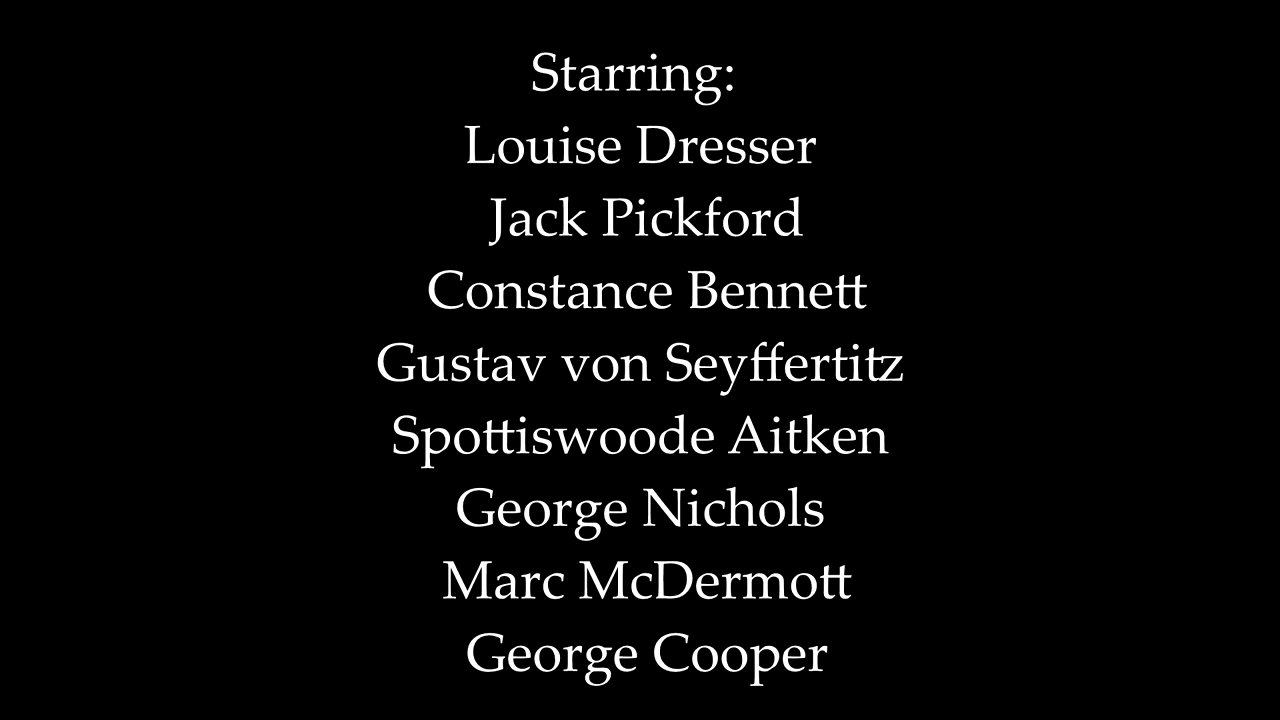 Starring:
Louise Dresser
Jack Pickford
Constance Bennett
Gustav von Seyffertitz
Spottiswoode Aitken
George Nichols
Marc McDermott
George Cooper